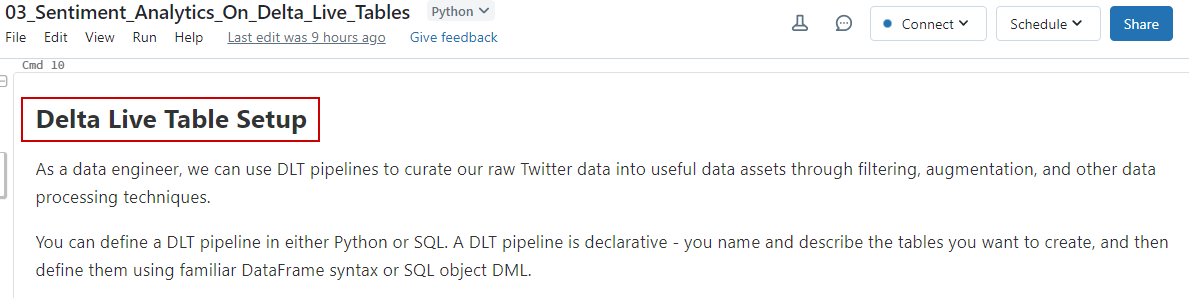 03_Sentiment_Analytics_On_Delta_Live_Tables Python
File Edit View Run Help Last edit was 9 hours ago Give feedback
Connect Schedule Share
Cmd 10
Delta Live Table Setup
As a data engineer, we can use DLT pipelines to curate our raw Twitter data into useful data assets through filtering, augmentation, and other data
processing techniques.
You can define a DLT pipeline in either Python or SQL. A DLT pipeline is declarative - you name and describe the tables you want to create, and then
define them using familiar DataFrame syntax or SQL object DML.